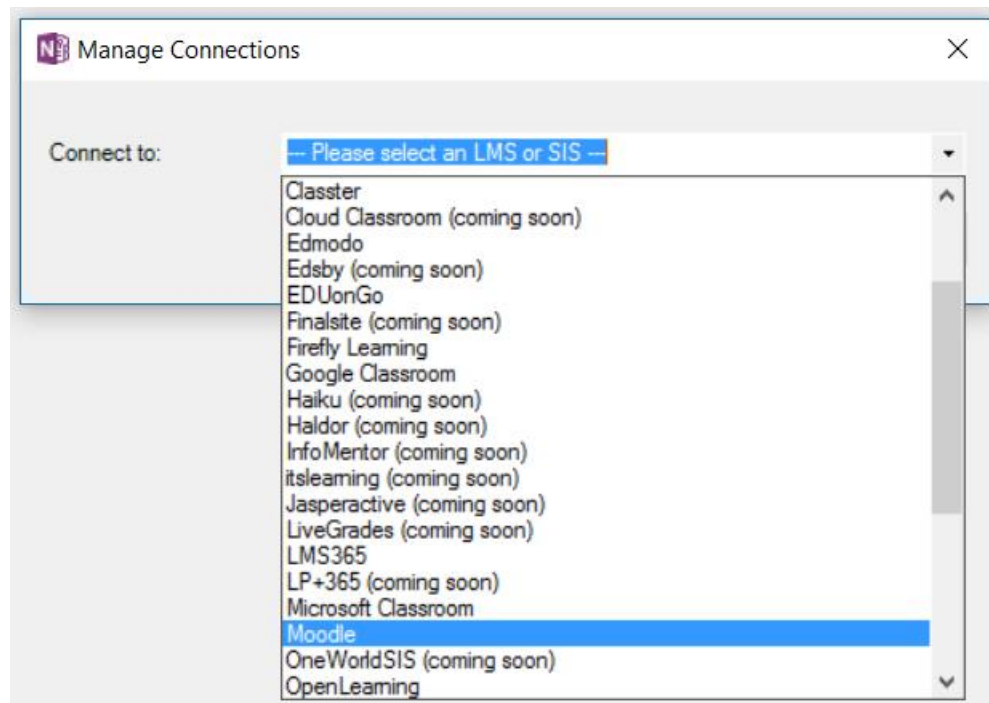 Manage Connections
Connect to:
--- Please select an LMS or SIS ---
Classter
Cloud Classroom (coming soon)
Edmodo
Edsby (coming soon)
EDUonGo
Finalsite (coming soon)
Firefly Learning
Google Classroom
Haiku (coming soon)
Haldor (coming soon)
InfoMentor (coming soon)
itslearning (coming soon)
Jasperactive (coming soon)
LiveGrades (coming soon)
LMS365
LP+365 (coming soon)
Microsoft Classroom
Moodle
OneWorldSIS (coming soon)
OpenLearning